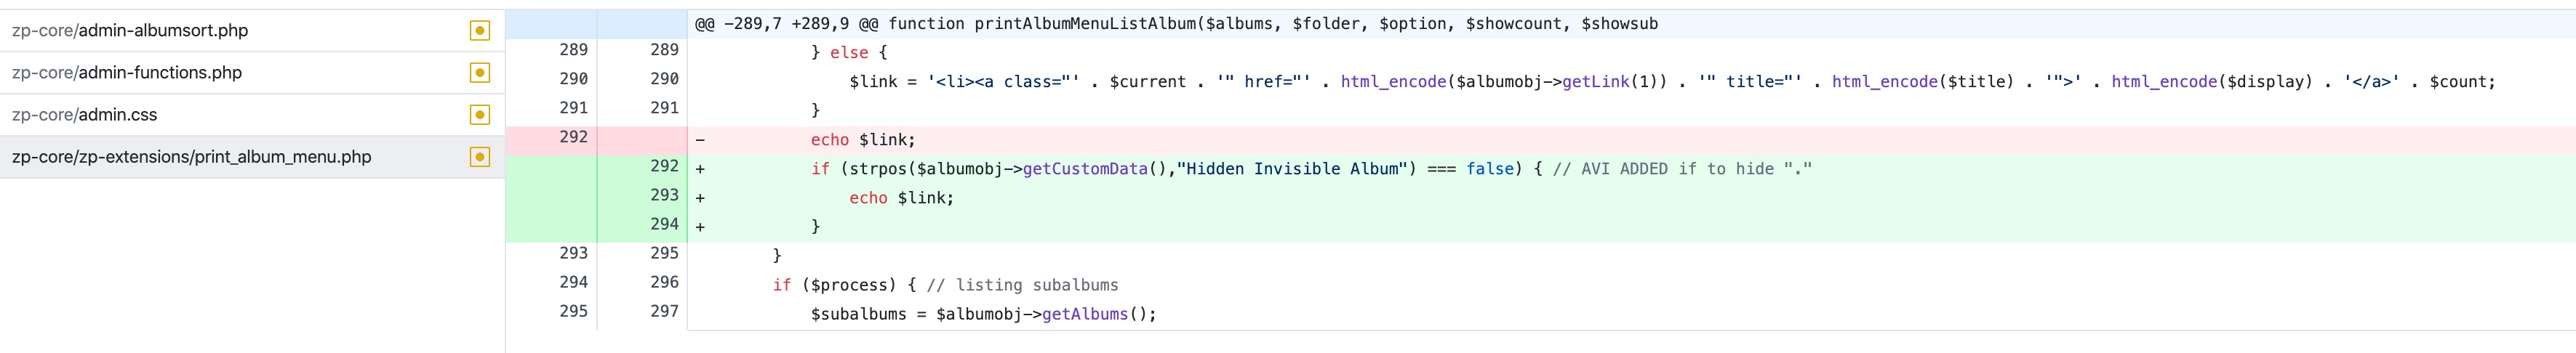 zp-core/admin-albumsort.php
zp-core/admin-functions.php
zp-core/admin.css
zp-core/zp-extensions/print_album_menu.php
@@ -289,7 +289,9 @@ function printAlbumMenuListAlbum($albums, $folder, $option, $showcount, $showsub
289 289 } else {
290 290 $link = '<li><a class="' . $current . '" href="' . html_encode($albumobj->getLink(1)) . '" title="' . html_encode($title) . '">' . html_encode($display) . '</a>' . $count;
291 291 }
292 - echo $link;
292 + if (strpos($albumobj->getCustomData(),"Hidden Invisible Album") === false) { // AVI ADDED if to hide "."
293 + echo $link;
294 + }
293 295 }
294 296 if ($process) { // listing subalbums
295 297 $subalbums = $albumobj->getAlbums();